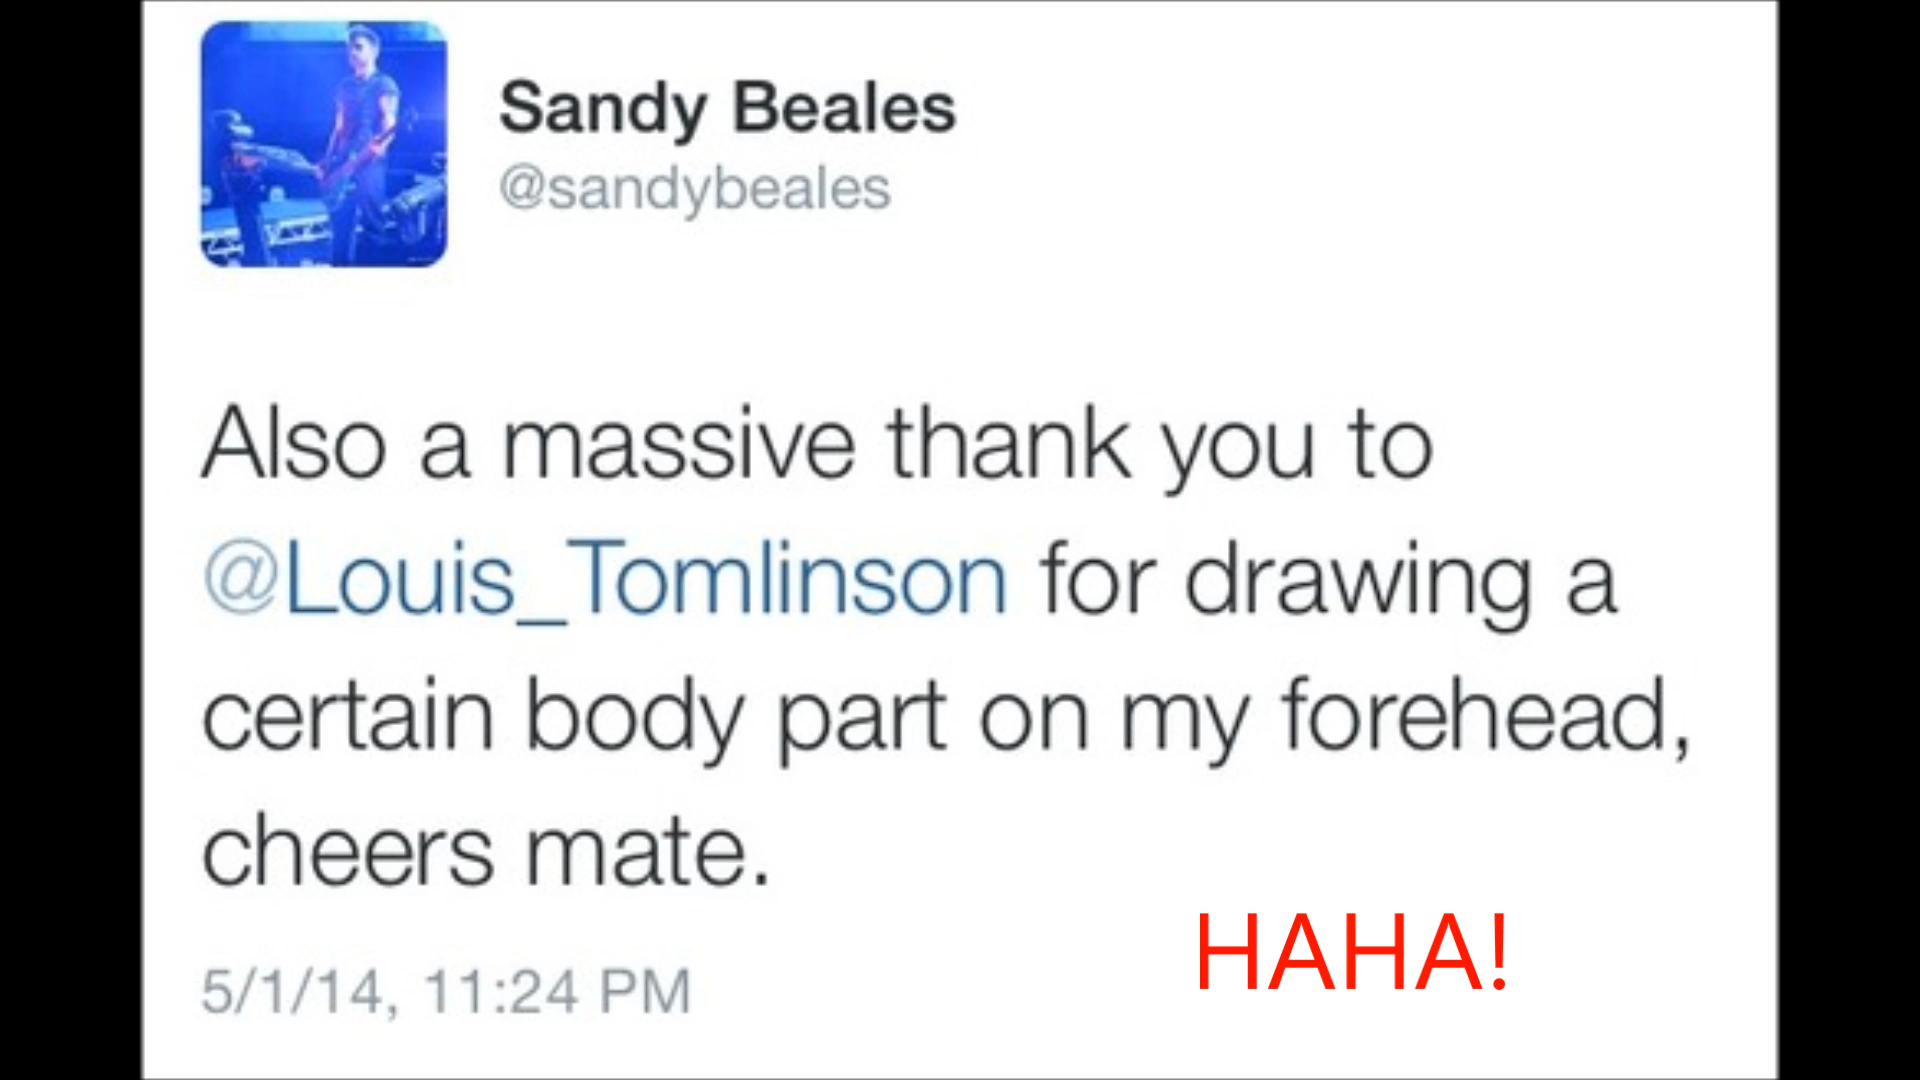 Sandy Beales
@sandybeales
Also a massive thank you to
@Louis_Tomlinson for drawing a
certain body part on my forehead,
cheers mate.
HAHA!
5/1/14, 11:24 PM